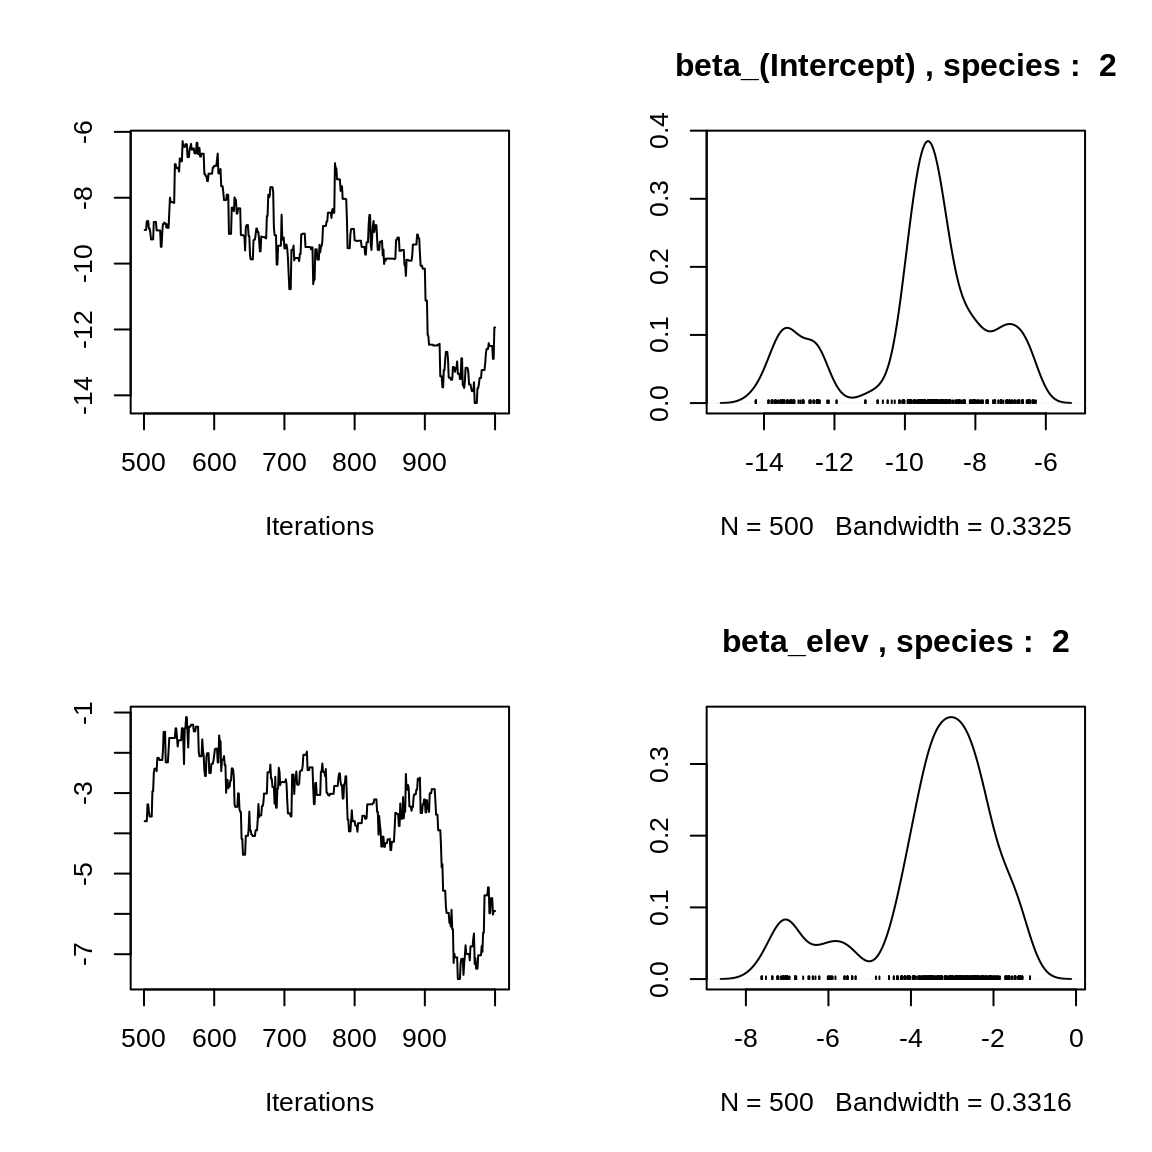 beta_(Intercept) , species :  2
-6
-8
-10
-12
-14
500 600 700 800 900
Iterations
0.4
0.3
0.2
0.1
0.0
-14 -12 -10 -8 -6
N = 500   Bandwidth = 0.3325
beta_elev , species :  2
-1
-3
-5
-7
500 600 700 800 900
Iterations
0.3
0.2
0.1
0.0
-8 -6 -4 -2 0
N = 500   Bandwidth = 0.3316